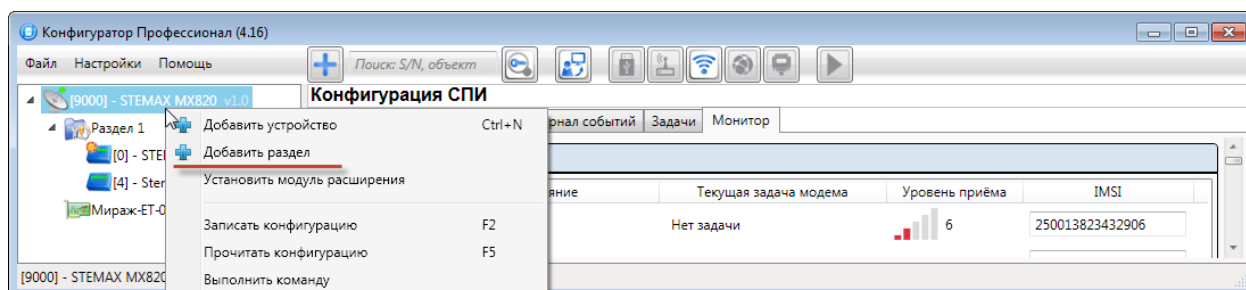 Конфигуратор Профессионал (4.16)
Файл Настройки Помощь Поиск: S/N, объект
[9000] - STEMAX MX820 v1.0
Конфигурация СПИ
Раздел 1
Добавить устройство Ctrl+N
рнал событий Задачи Монитор
[0] - STE
Добавить раздел
[4] - Ster
Установить модуль расширения
яние Текущая задача модема Уровень приёма IMSI
Мираж-ET-0
Записать конфигурацию F2
Нет задачи 6 250013823432906
Прочитать конфигурацию F5
[9000] - STEMAX MX820
Выполнить команду